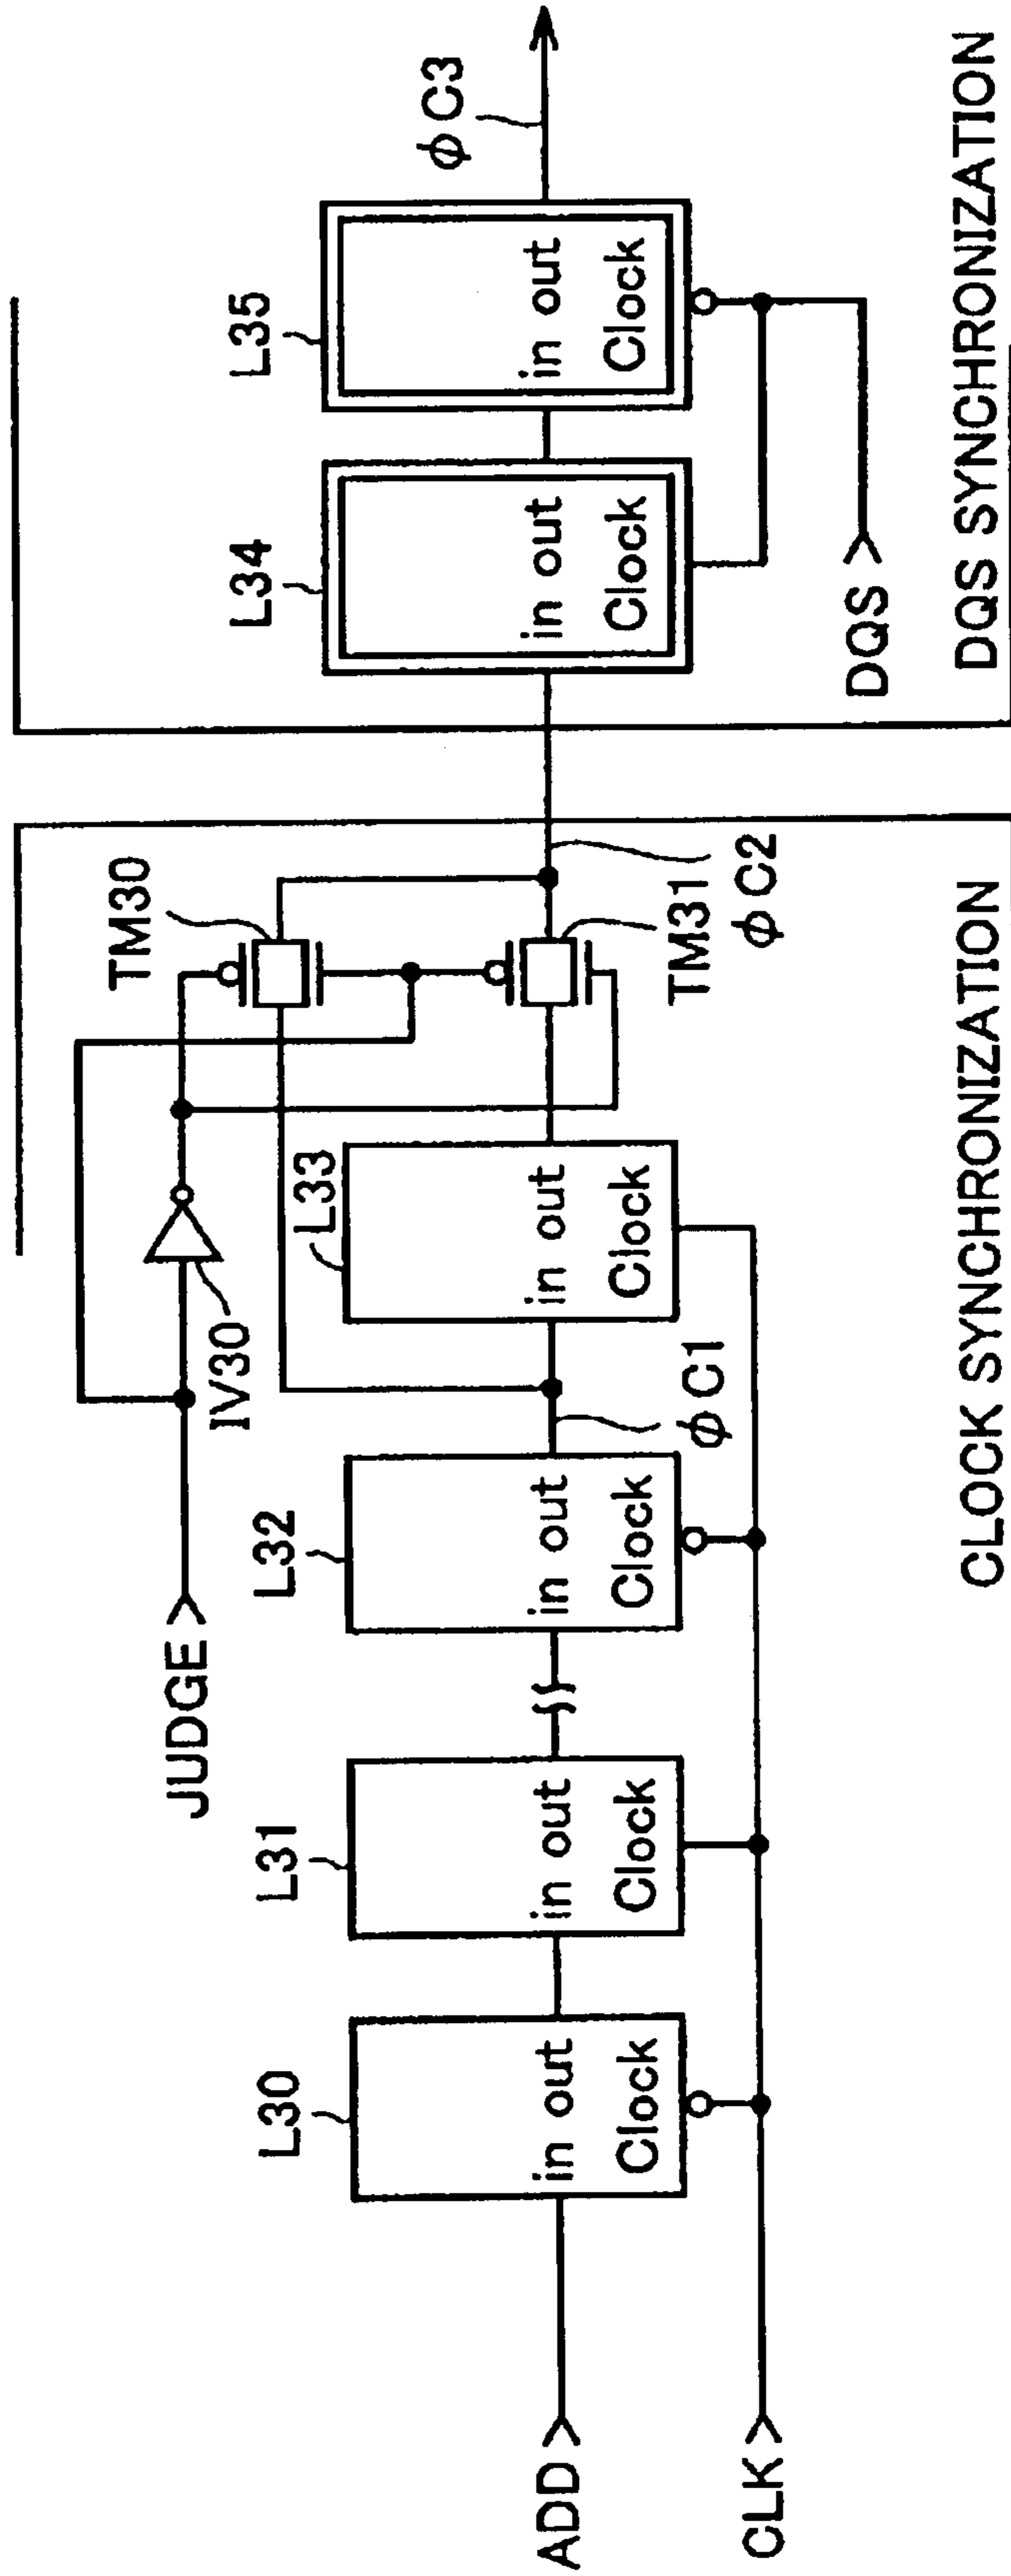 ADD
CLK
L30
in out
Clock
L31
in out
Clock
L32
in out
Clock
φC1
JUDGE
IV30
L33
in out
Clock
TM30
TM31
φC2
CLOCK SYNCHRONIZATION
L34
in out
Clock
L35
in out
Clock
φC3
DQS
DQS SYNCHRONIZATION